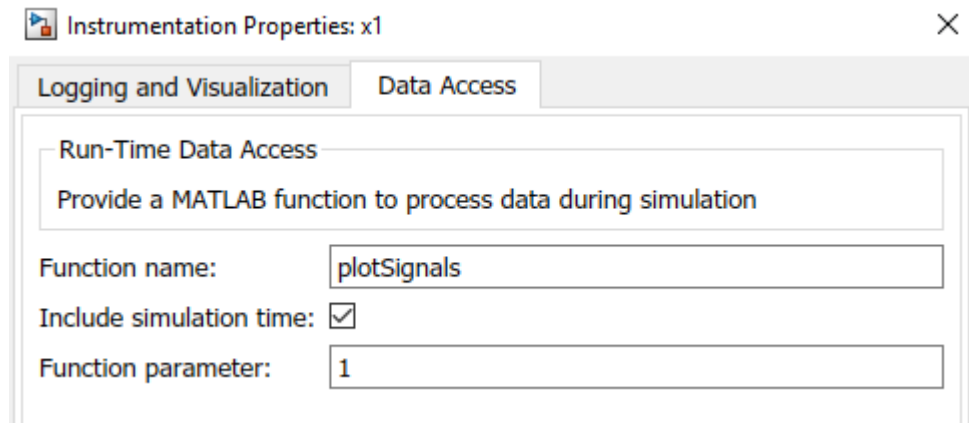 Instrumentation Properties: x1
Logging and Visualization
Data Access
Run-Time Data Access
Provide a MATLAB function to process data during simulation
Function name: plotSignals
Include simulation time:
Function parameter: 1